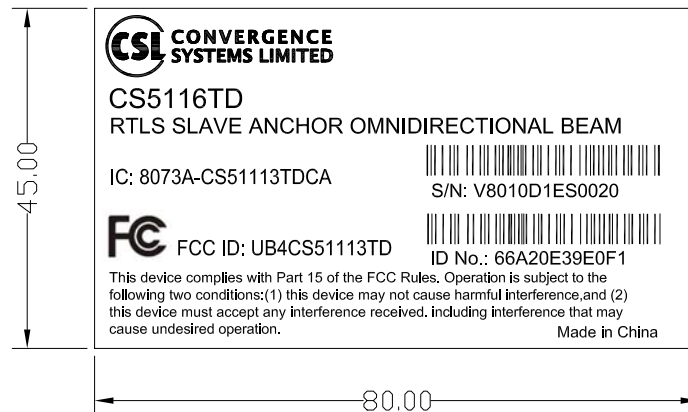 CSL CONVERGENCE
SYSTEMS LIMITED
CS5116TD
RTLS SLAVE ANCHOR OMNIDIRECTIONAL BEAM
IC: 8073A-CS51113TDCA
S/N: V8010D1ES0020
FC FCC ID: UB4CS51113TD
ID No.: 66A20E39E0F1
This device complies with Part 15 of the FCC Rules. Operation is subject to the
following two conditions:(1) this device may not cause harmful interference,and (2)
this device must accept any interference received. including interference that may
cause undesired operation.
Made in China
45.00
80.00